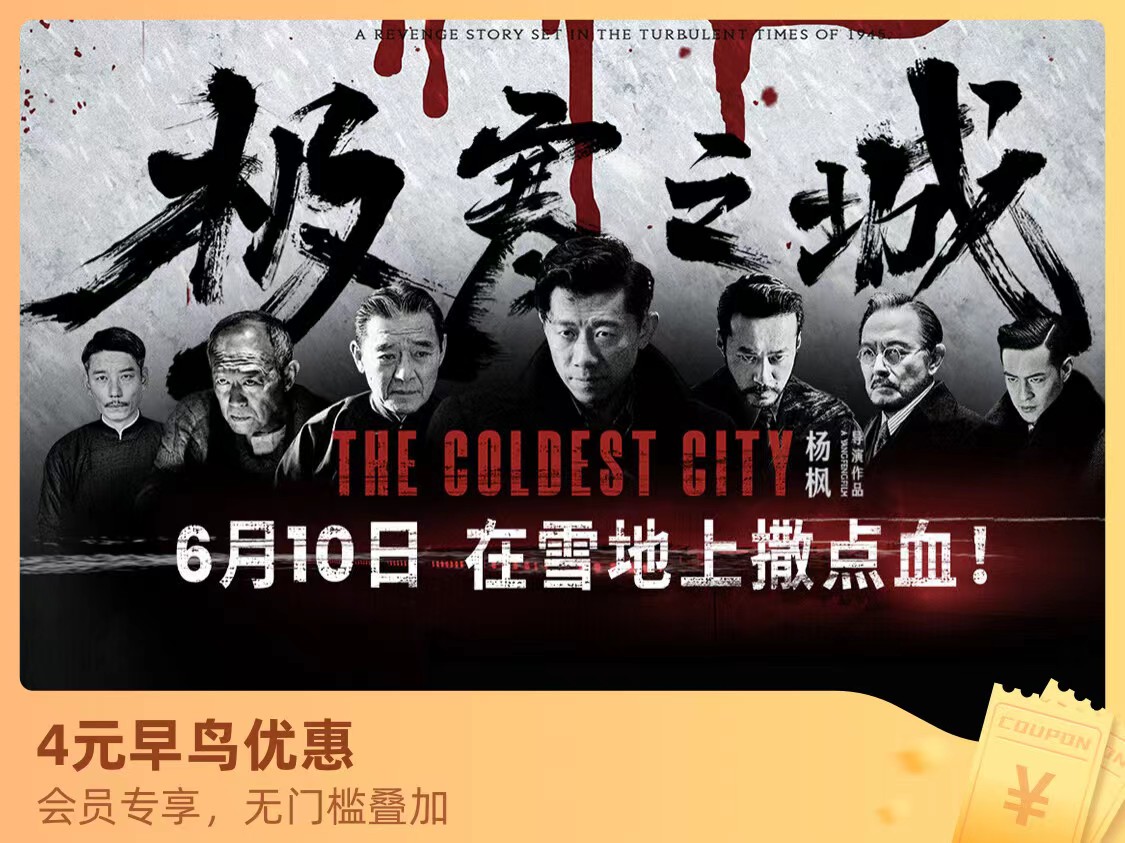 A REVENGE STORY SET IN THE TURBULENT TIMES OF 1945.
极寒之城
THE COLDEST CITY
杨枫
A YANGFENG FILM
导演作品
6月10日 在雪地上撒点血！
4元早鸟优惠
会员专享，无门槛叠加
COUPON
¥